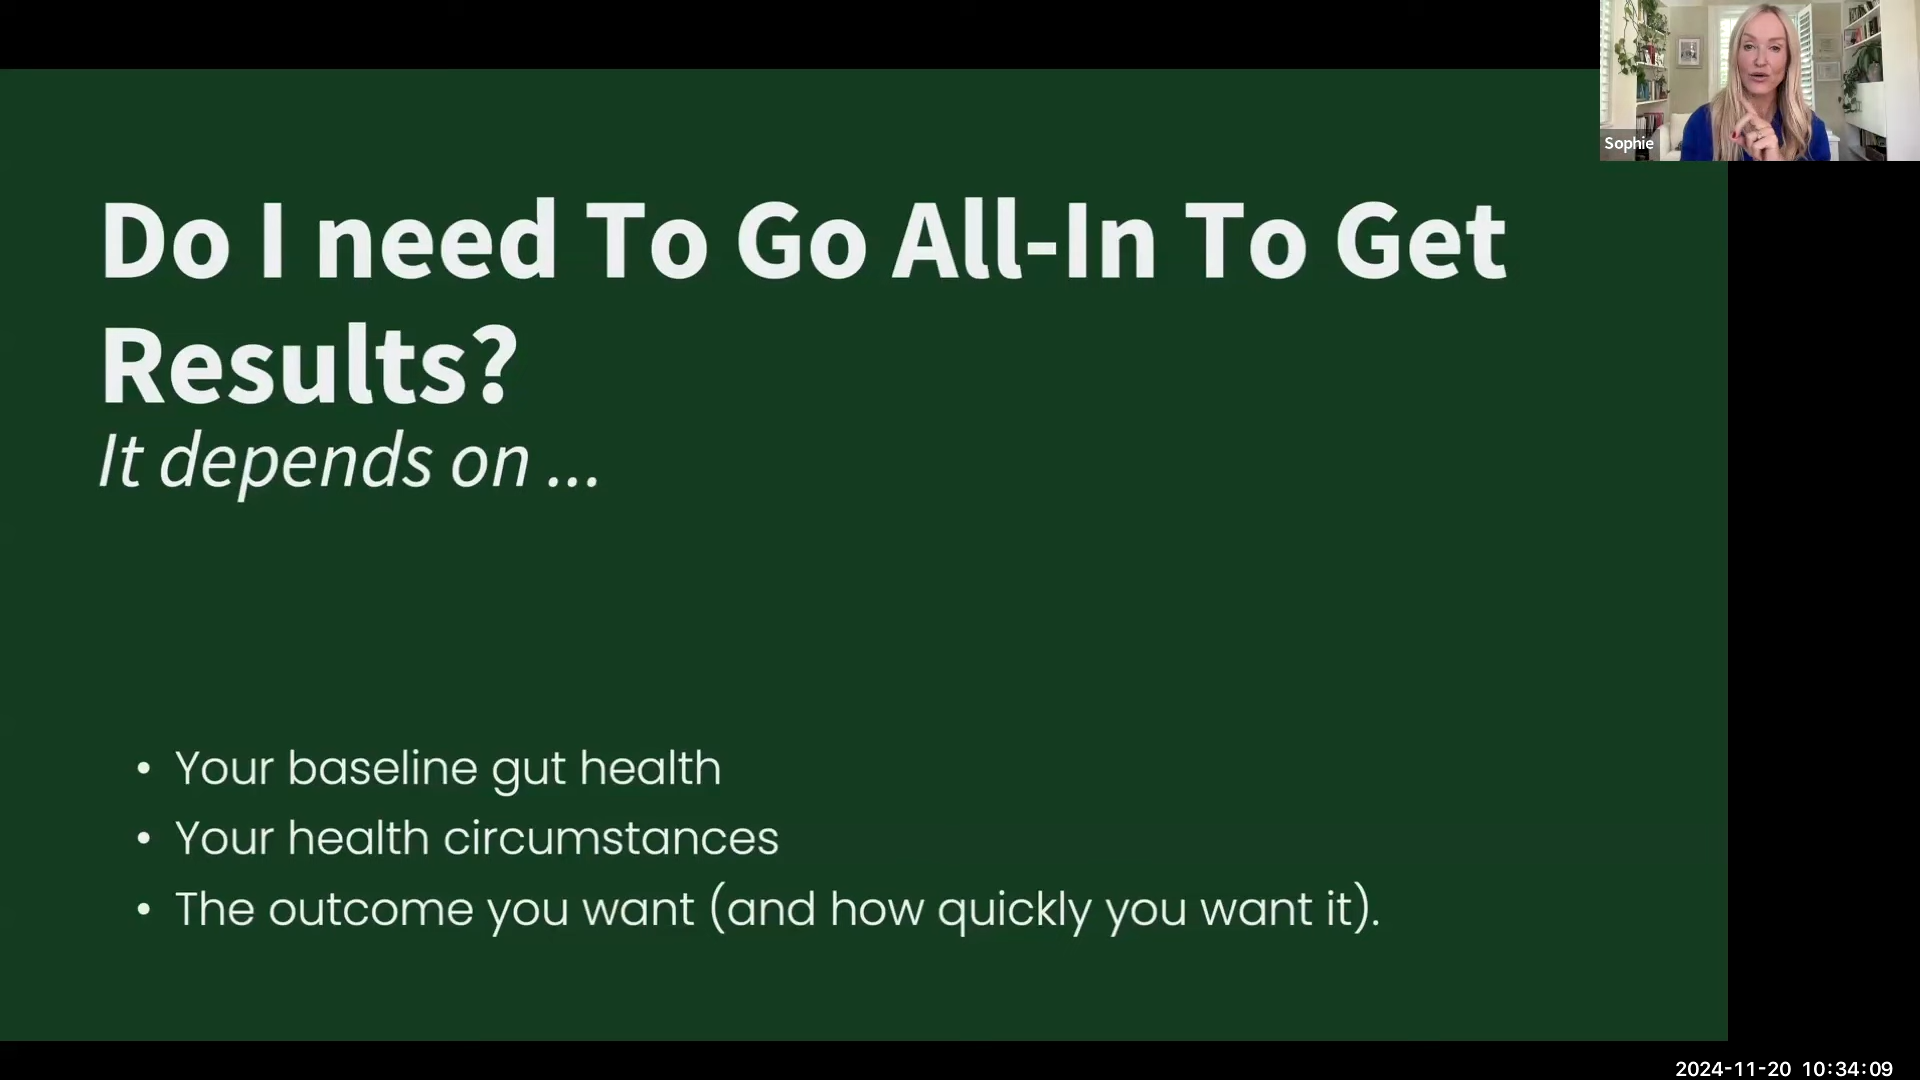 Sophie
Do I need To Go All-In To Get
Results?
It depends on ...
• Your baseline gut health
• Your health circumstances
• The outcome you want (and how quickly you want it).
2024-11-20 10:34:09